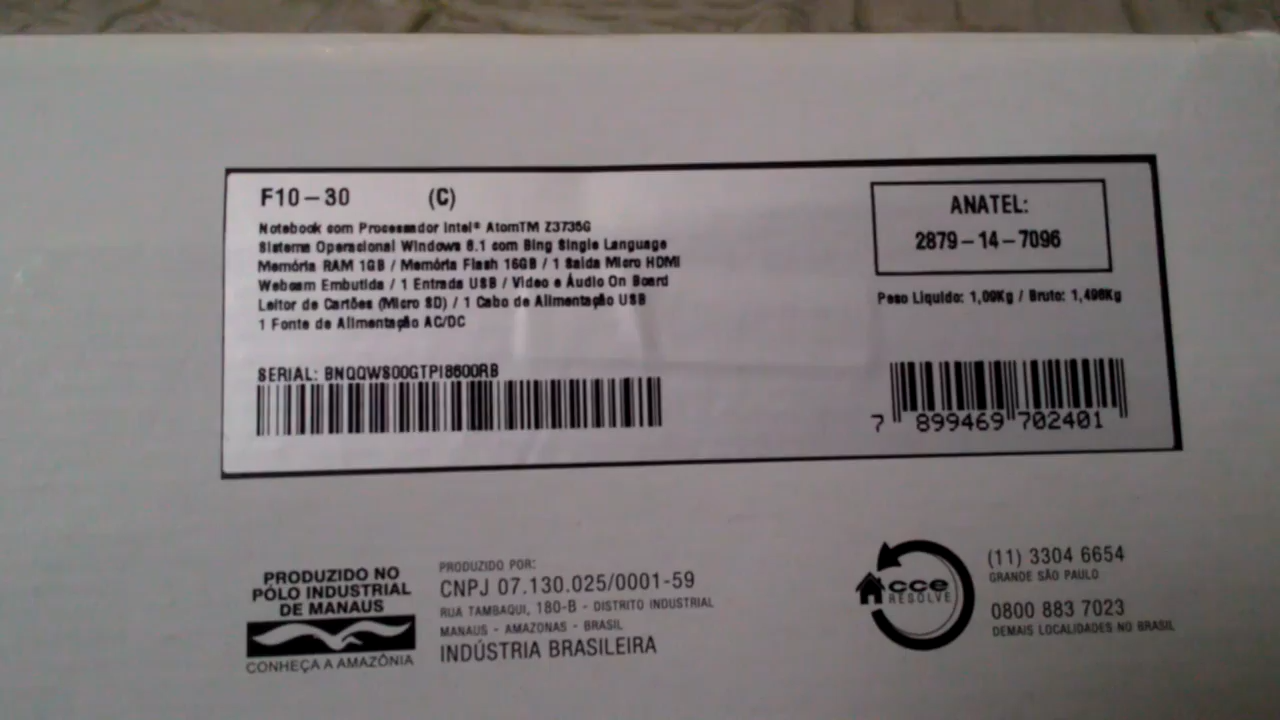 F10-30 (C)
Notebook com Processador Intel® AtomTM Z3735G
Sistema Operacional Windows 8.1 com Bing Single Language
Memória RAM 1GB / Memória Flash 16GB / 1 Saída Micro HDMI
Webcam Embutida / 1 Entrada USB / Vídeo e Áudio On Board
Leitor de Cartões (Micro SD) / 1 Cabo de Alimentação USB
1 Fonte de Alimentação AC/DC
SERIAL: BNQQWS00GTPI8600RB
ANATEL:
2879-14-7096
Peso Líquido: 1,09Kg / Bruto: 1,496Kg
7 899469 702401
PRODUZIDO NO
PÓLO INDUSTRIAL
DE MANAUS
CONHEÇA A AMAZÔNIA
PRODUZIDO POR:
CNPJ 07.130.025/0001-59
RUA TAMBAQUI, 180-B - DISTRITO INDUSTRIAL
MANAUS - AMAZONAS - BRASIL
INDÚSTRIA BRASILEIRA
cce
RESOLVE
(11) 3304 6654
GRANDE SÃO PAULO
0800 883 7023
DEMAIS LOCALIDADES NO BRASIL